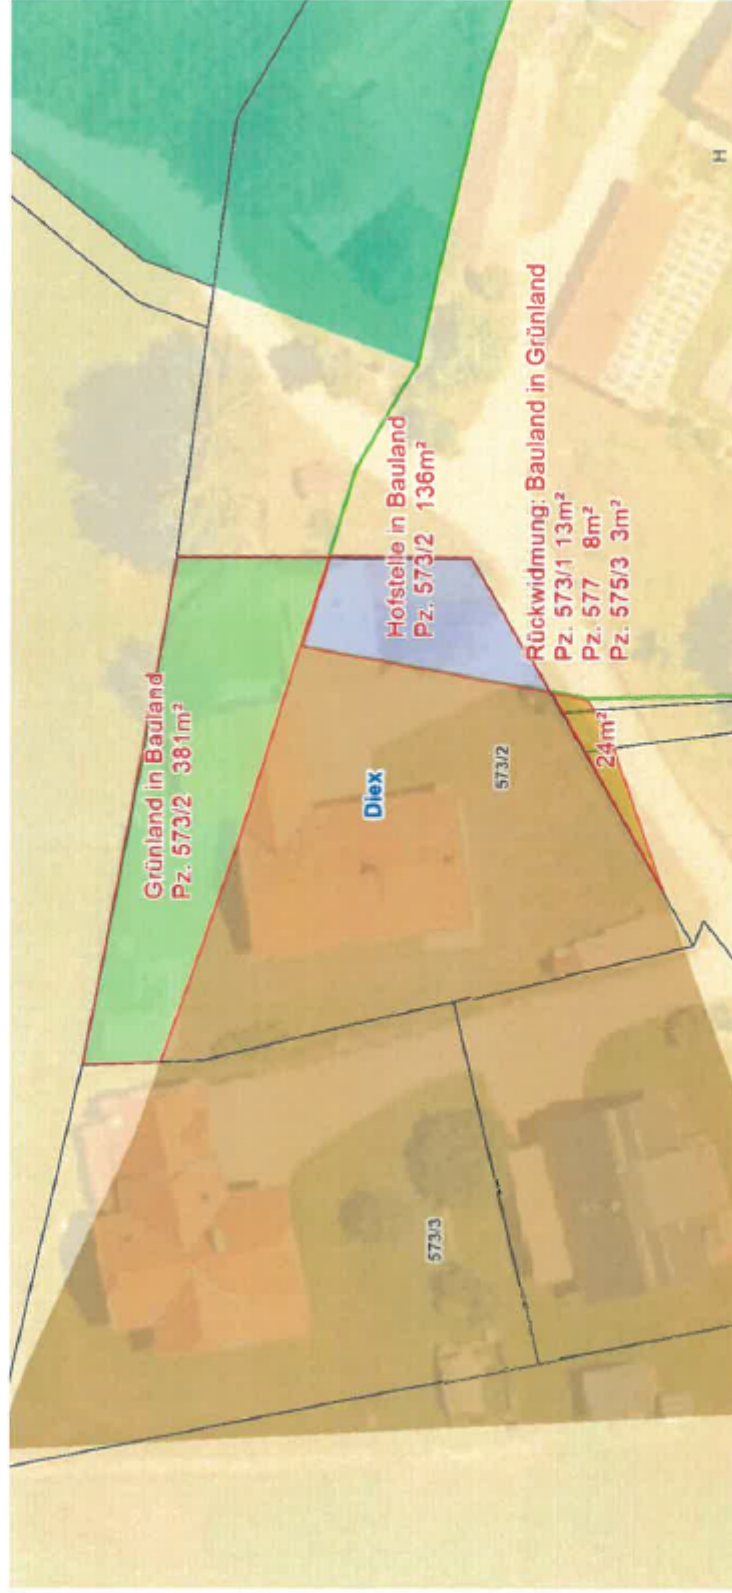 Grünland in Bauland
Pz. 573/2 381m²
Hofstelle in Bauland
Pz. 573/2 136m²
Rückwidmung: Bauland in Grünland
Pz. 573/1 13m²
Pz. 577 8m²
Pz. 575/3 3m²
24m²
Diex
573/2
573/3
H